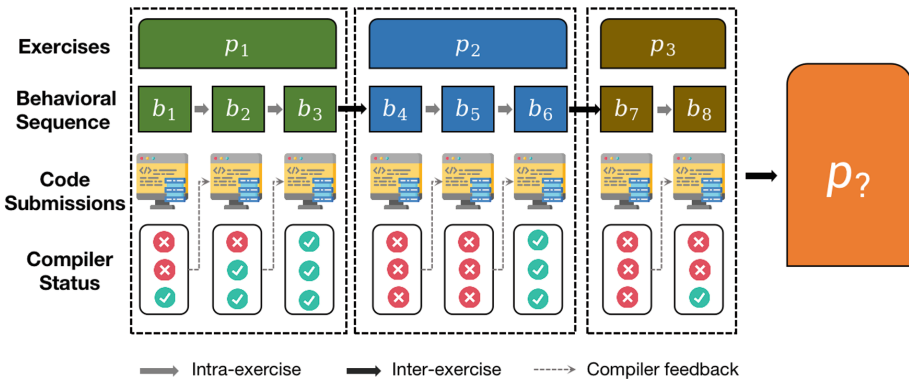 Exercises p₁ p₂ p₃
Behavioral Sequence b₁ b₂ b₃ b₄ b₅ b₆ b₇ b₈
Code Submissions
Compiler Status
p?
Intra-exercise Inter-exercise Compiler feedback